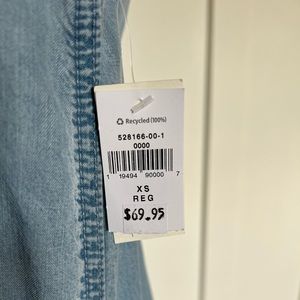 Recycled (100%)
528166-00-1
0000
1 19494 90000 7
XS
REG
$69.95